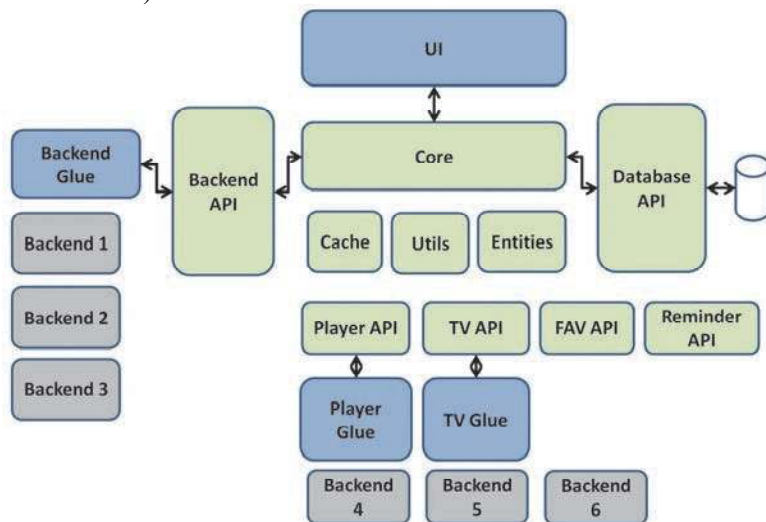 )
UI
Core
Backend
Glue
Backend
API
Database
API
Backend 1
Backend 2
Backend 3
Cache
Utils
Entities
Player API
TV API
FAV API
Reminder
API
Player
Glue
TV Glue
Backend
4
Backend
5
Backend
6